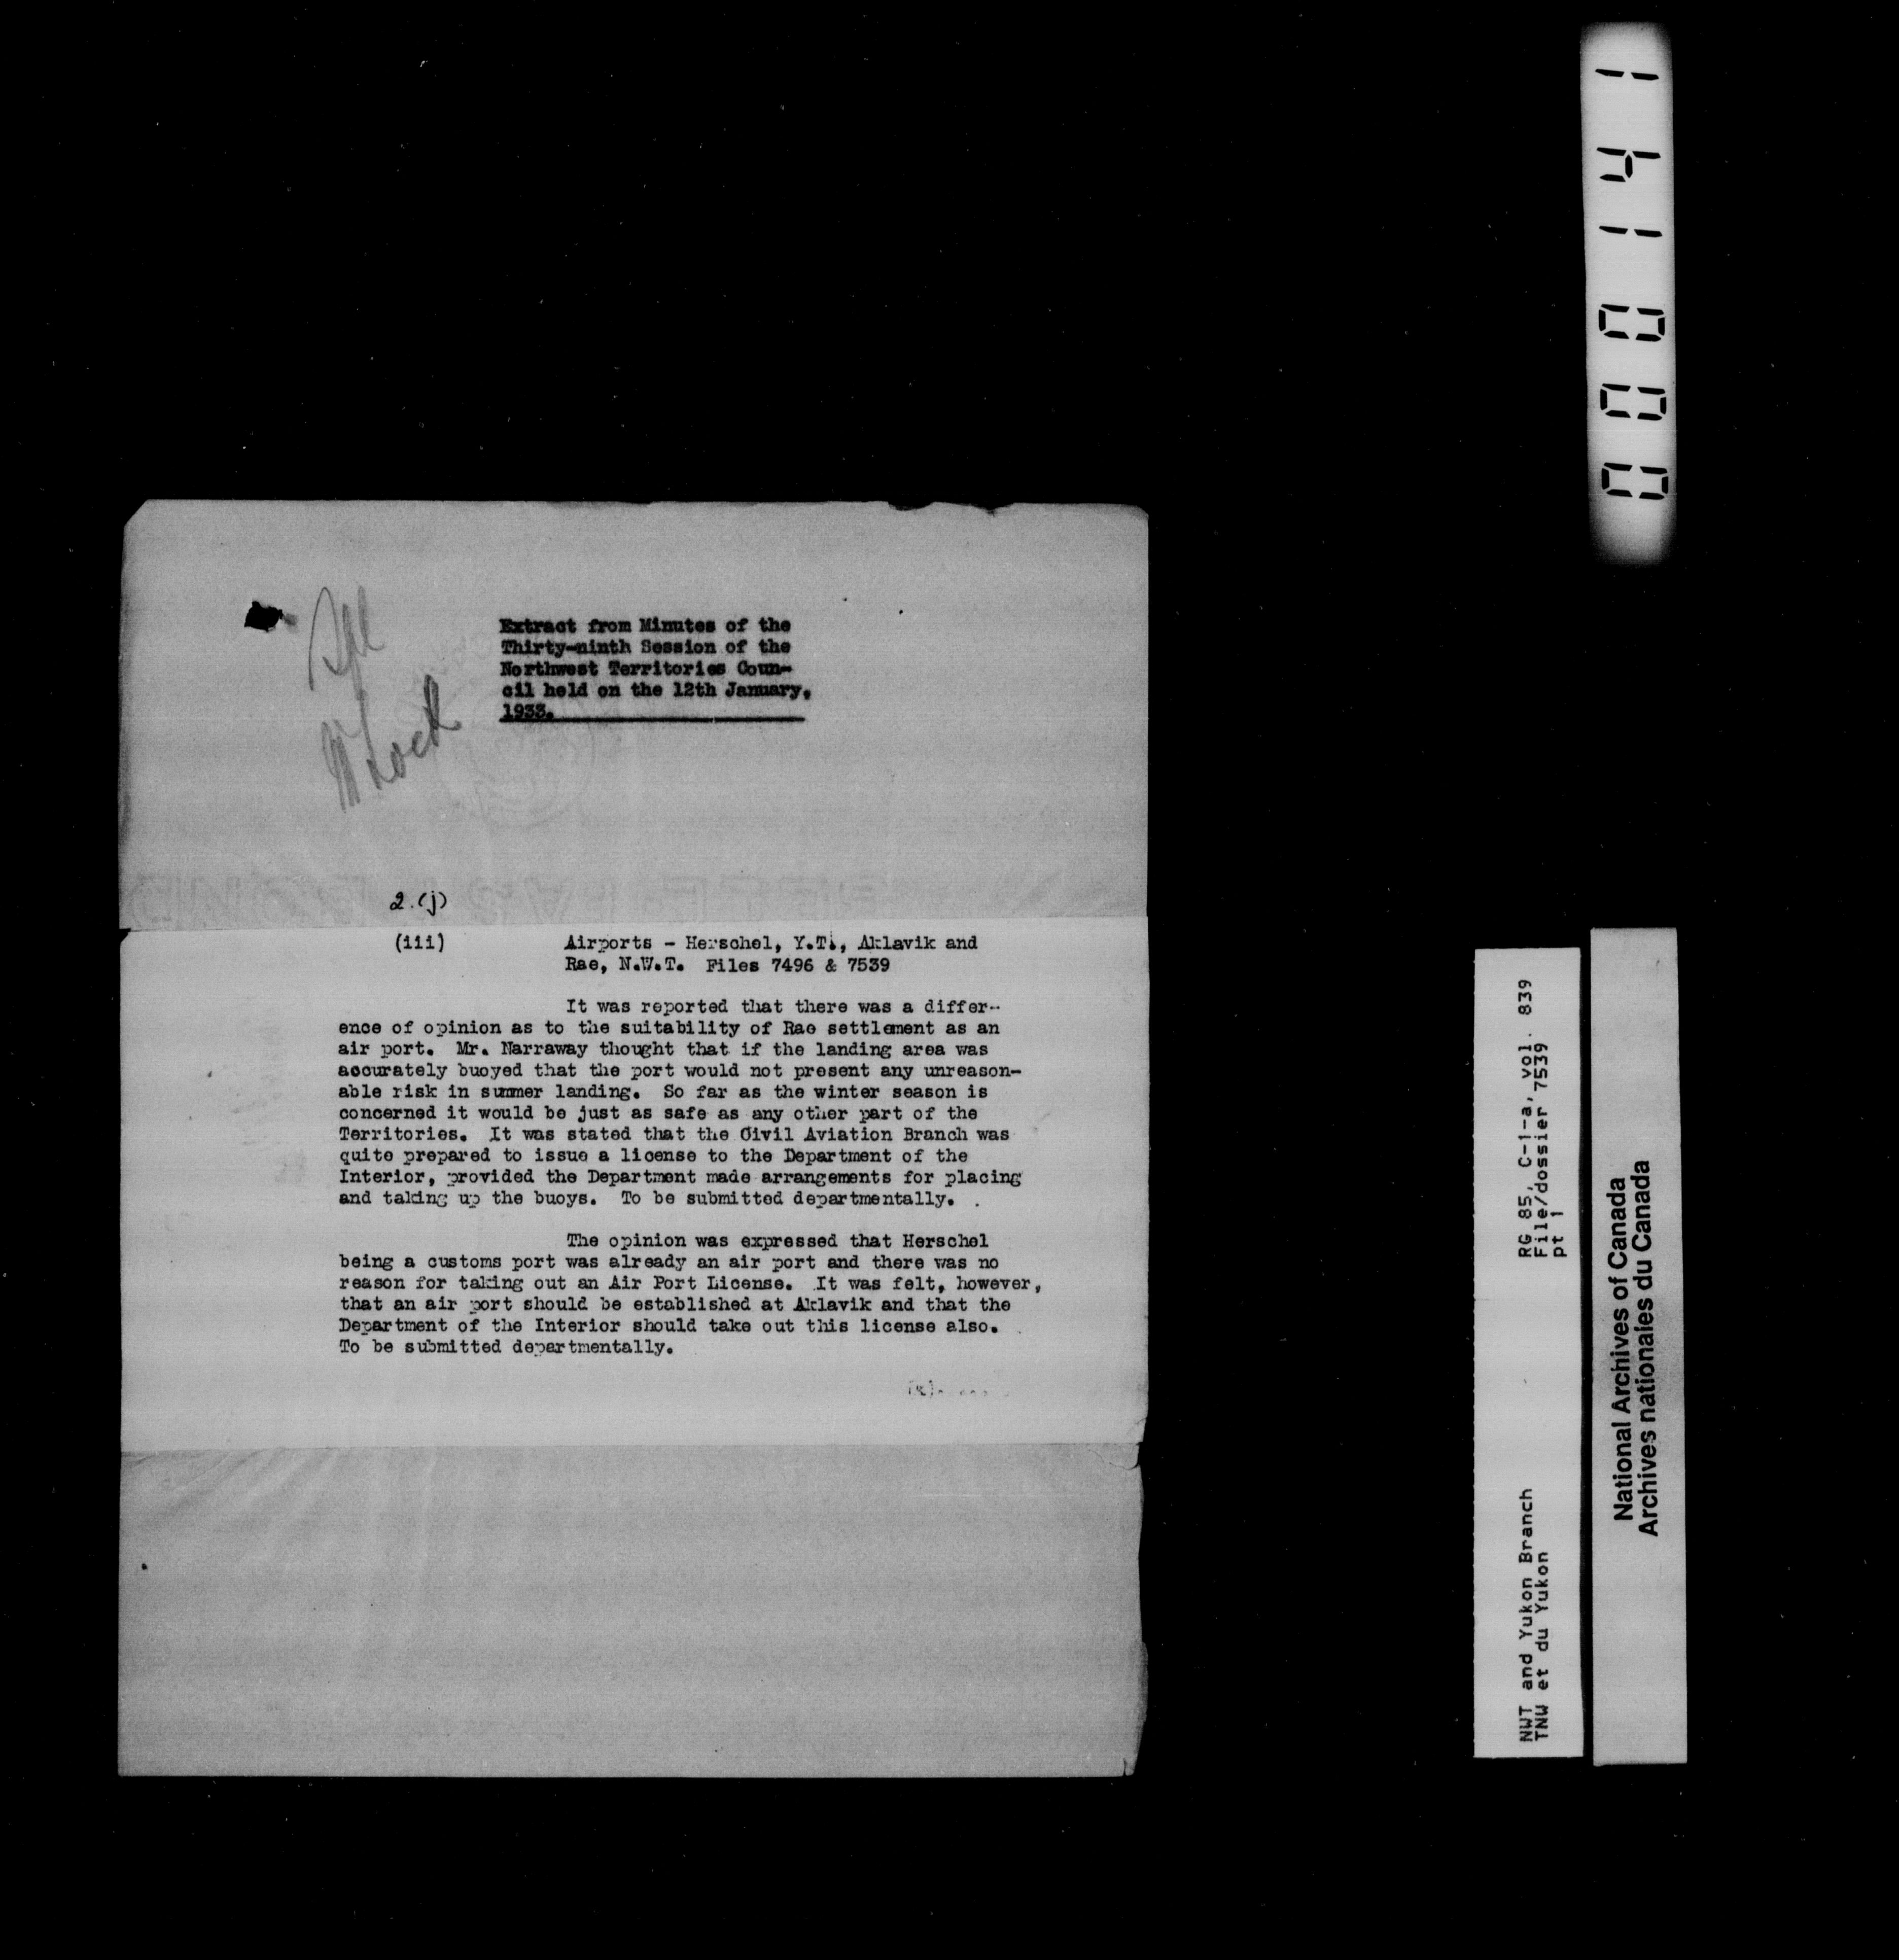 Extract from Minutes of the
Thirty-ninth Session of the
Northwest Territories Coun-
cil held on the 12th January,
1933.
2.(j)
(iii) Airports - Herschel, Y.T., Aklavik and
Rae, N.W.T. Files 7496 & 7539
It was reported that there was a differ-
ence of opinion as to the suitability of Rae settlement as an
air port. Mr. Narraway thought that if the landing area was
accurately buoyed that the port would not present any unreason-
able risk in summer landing. So far as the winter season is
concerned it would be just as safe as any other part of the
Territories. It was stated that the Civil Aviation Branch was
quite prepared to issue a license to the Department of the
Interior, provided the Department made arrangements for placing
and taking up the buoys. To be submitted departmentally.
The opinion was expressed that Herschel
being a customs port was already an air port and there was no
reason for taking out an Air Port License. It was felt, however,
that an air port should be established at Aklavik and that the
Department of the Interior should take out this license also.
To be submitted departmentally.
000141
RG 85, C-1-a, vol. 839
File/dossier 7539
pt 1
NWT and Yukon Branch
TNW et du Yukon
National Archives of Canada
Archives nationales du Canada